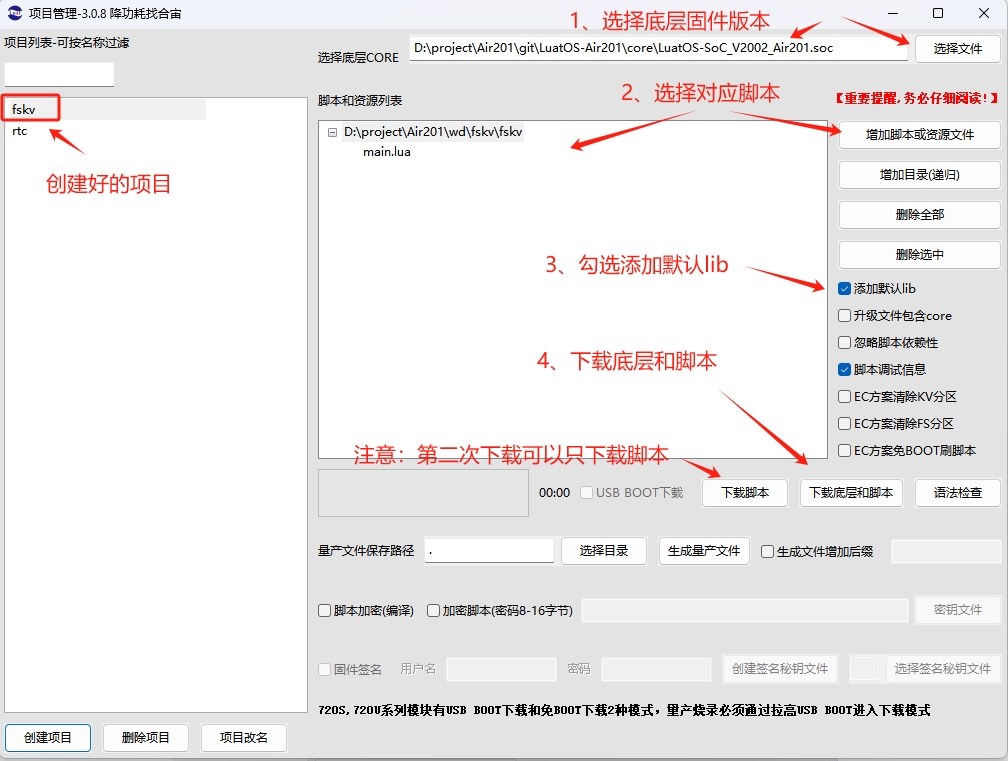 项目管理-3.0.8 降功耗找合宙
项目列表-可按名称过滤
fskv
rtc
创建好的项目
1、选择底层固件版本
选择底层CORE
D:\project\Air201\git\LuatOS-Air201\core\LuatOS-SoC_V2002_Air201.soc
选择文件
脚本和资源列表
2、选择对应脚本
【重要提醒,务必仔细阅读!】
D:\project\Air201\wd\fskv\fskv
main.lua
增加脚本或资源文件
增加目录(递归)
删除全部
删除选中
3、勾选添加默认lib
添加默认lib
升级文件包含core
忽略脚本依赖性
4、下载底层和脚本
脚本调试信息
EC方案清除KV分区
EC方案清除FS分区
EC方案免BOOT刷脚本
注意：第二次下载可以只下载脚本
00:00
USB BOOT下载
下载脚本
下载底层和脚本
语法检查
量产文件保存路径
.
选择目录
生成量产文件
生成文件增加后缀
脚本加密(编译)
加密脚本(密码8-16字节)
密钥文件
固件签名
用户名
密码
创建签名秘钥文件
选择签名秘钥文件
720S,720U系列模块有USB BOOT下载和免BOOT下载2种模式，量产烧录必须通过拉高USB BOOT进入下载模式
创建项目
删除项目
项目改名